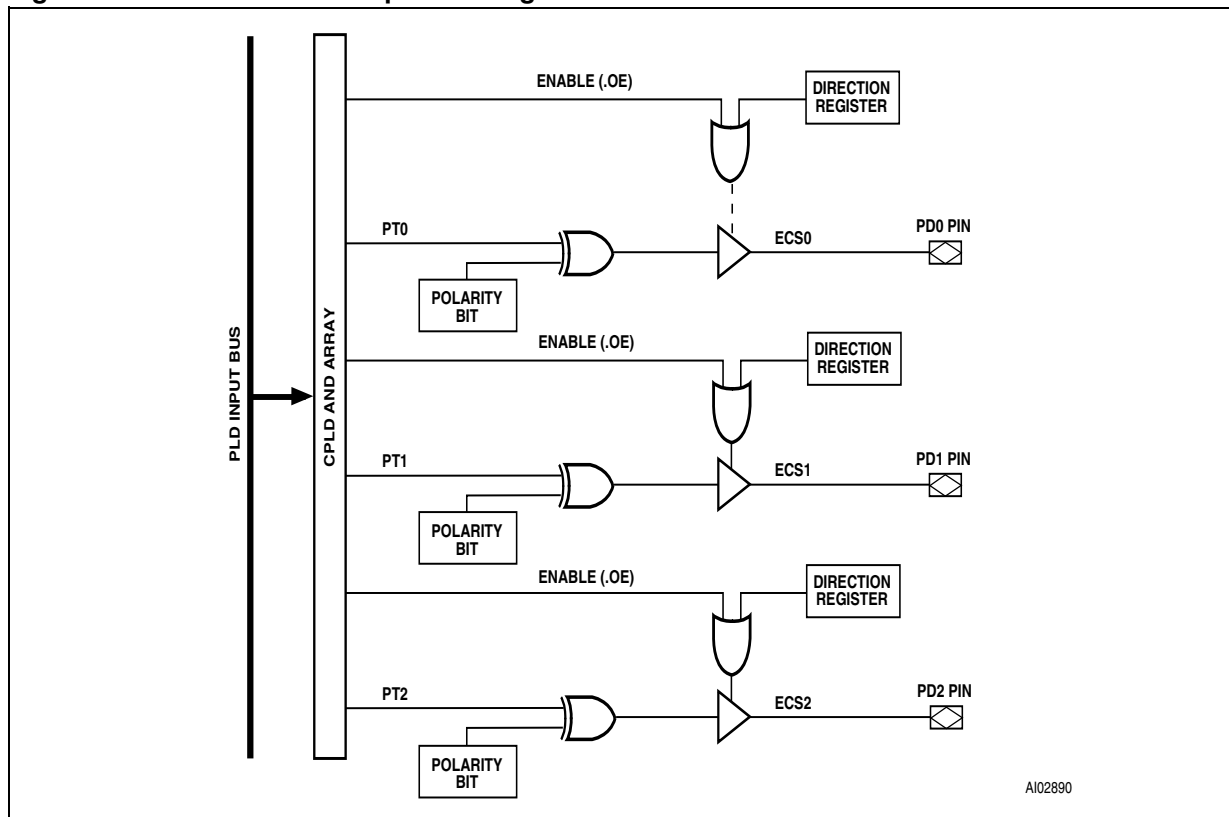 ENABLE (.OE)
DIRECTION
REGISTER
PT0
ECS0
PD0 PIN
POLARITY
BIT
ENABLE (.OE)
DIRECTION
REGISTER
PLD INPUT BUS
CPLD AND ARRAY
PT1
ECS1
PD1 PIN
POLARITY
BIT
ENABLE (.OE)
DIRECTION
REGISTER
PT2
ECS2
PD2 PIN
POLARITY
BIT
AI02890